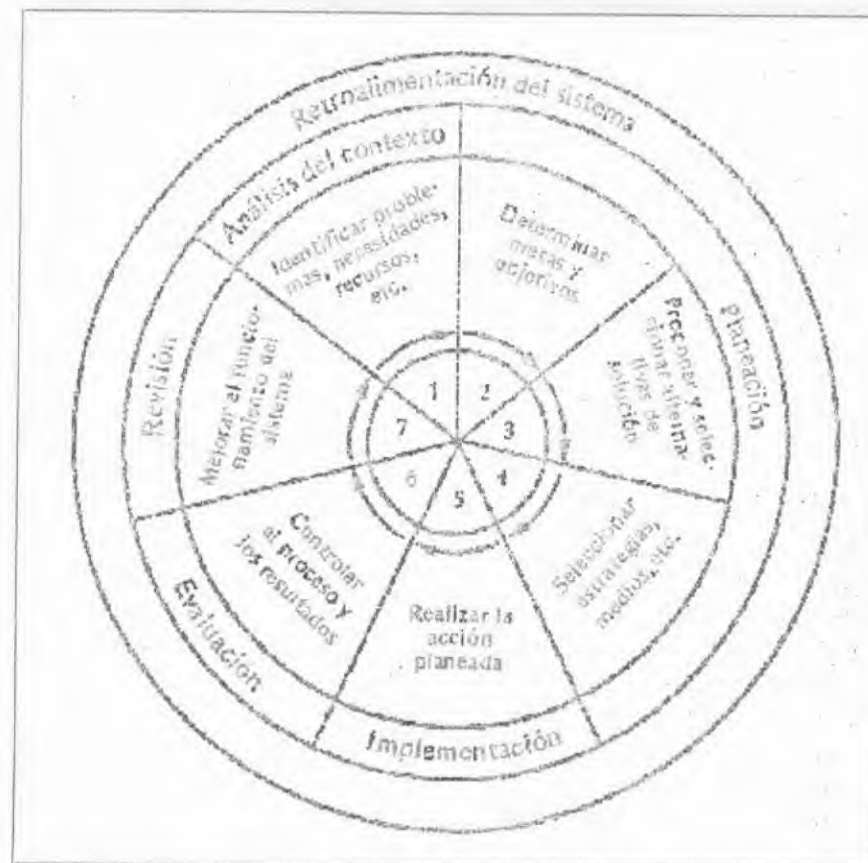 Retroalimentación del sistema
Análisis del contexto
Planeación
Implementación
Evaluación
Revisión
Identificar proble-
mas, necesidades,
recursos,
etc.
Determinar
metas y
objetivos
Proponer y selec-
cionar alterna-
tivas de
solución
Seleccionar
estrategias,
medios, etc.
Realizar la
acción
planeada
Controlar
el proceso y
los resultados
Mejorar el funcio-
namiento del
sistema
1
2
3
4
5
6
7